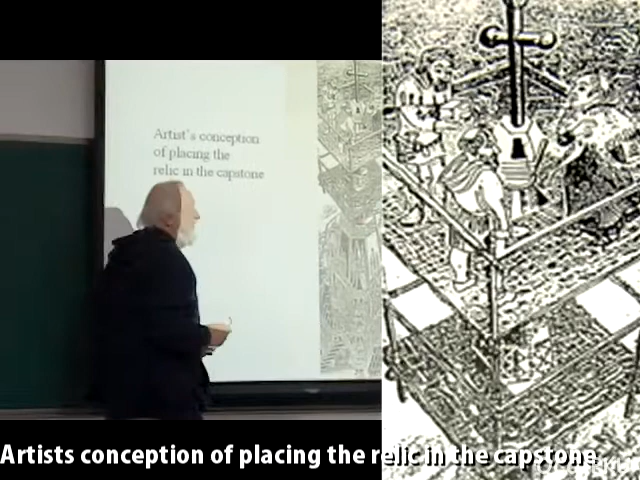 Artist's conception
of placing the
relic in the capstone
Artists conception of placing the relic in the capstone